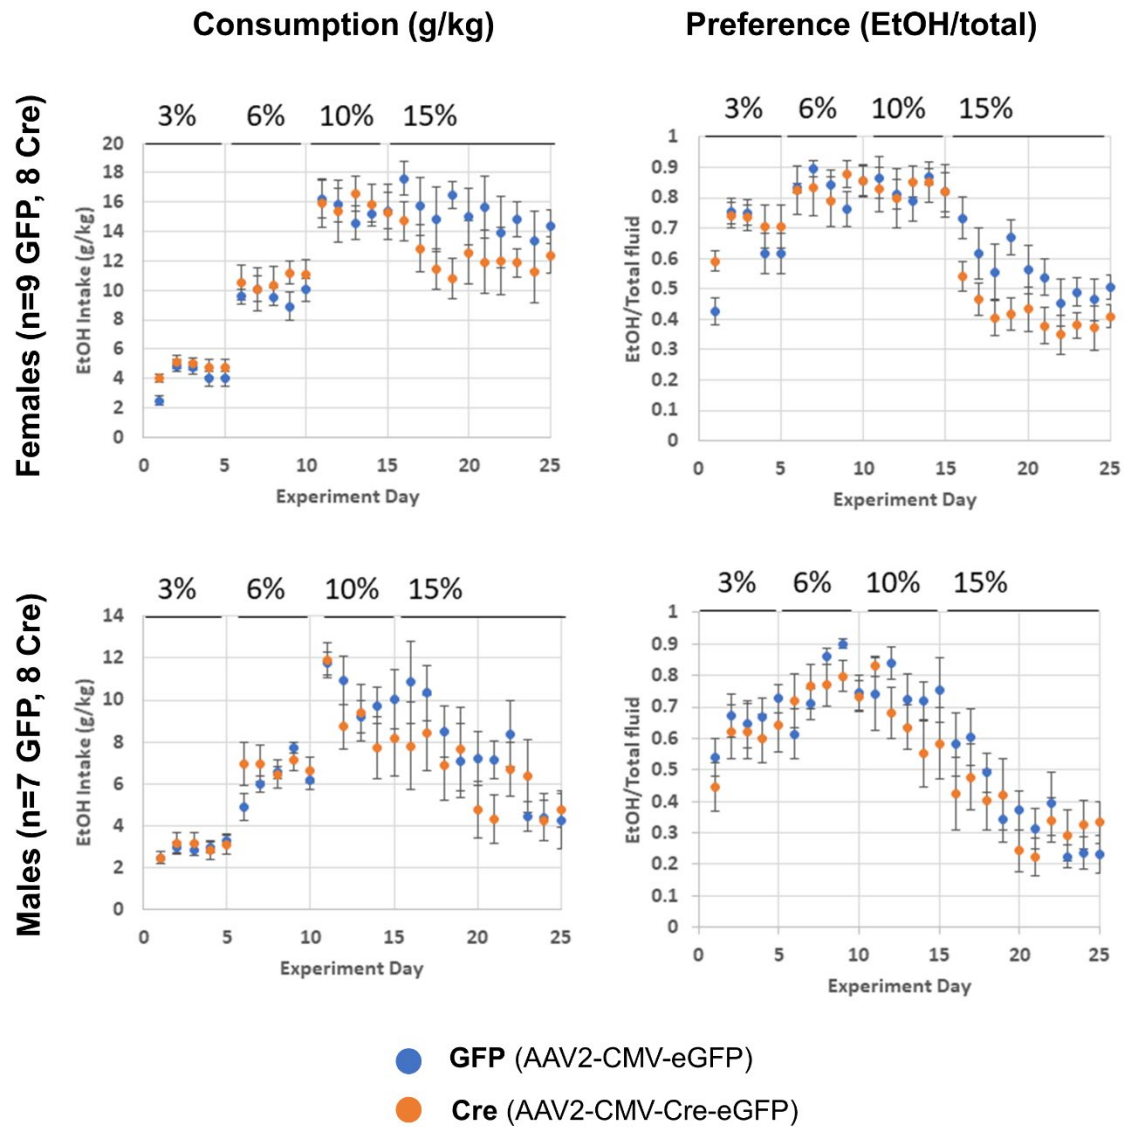 Consumption (g/kg)
Preference (EtOH/total)
Females (n=9 GFP, 8 Cre)
3% 6% 10% 15%
20
18
16
14
12
10
8
6
4
2
0
EtOH Intake (g/kg)
0 5 10 15 20 25
Experiment Day
3% 6% 10% 15%
1
0.9
0.8
0.7
0.6
0.5
0.4
0.3
0.2
0.1
0
EtOH/Total fluid
0 5 10 15 20 25
Experiment Day
Males (n=7 GFP, 8 Cre)
3% 6% 10% 15%
14
12
10
8
6
4
2
0
EtOH Intake (g/kg)
0 5 10 15 20 25
Experiment Day
3% 6% 10% 15%
1
0.9
0.8
0.7
0.6
0.5
0.4
0.3
0.2
0.1
0
EtOH/Total fluid
0 5 10 15 20 25
Experiment Day
GFP (AAV2-CMV-eGFP)
Cre (AAV2-CMV-Cre-eGFP)